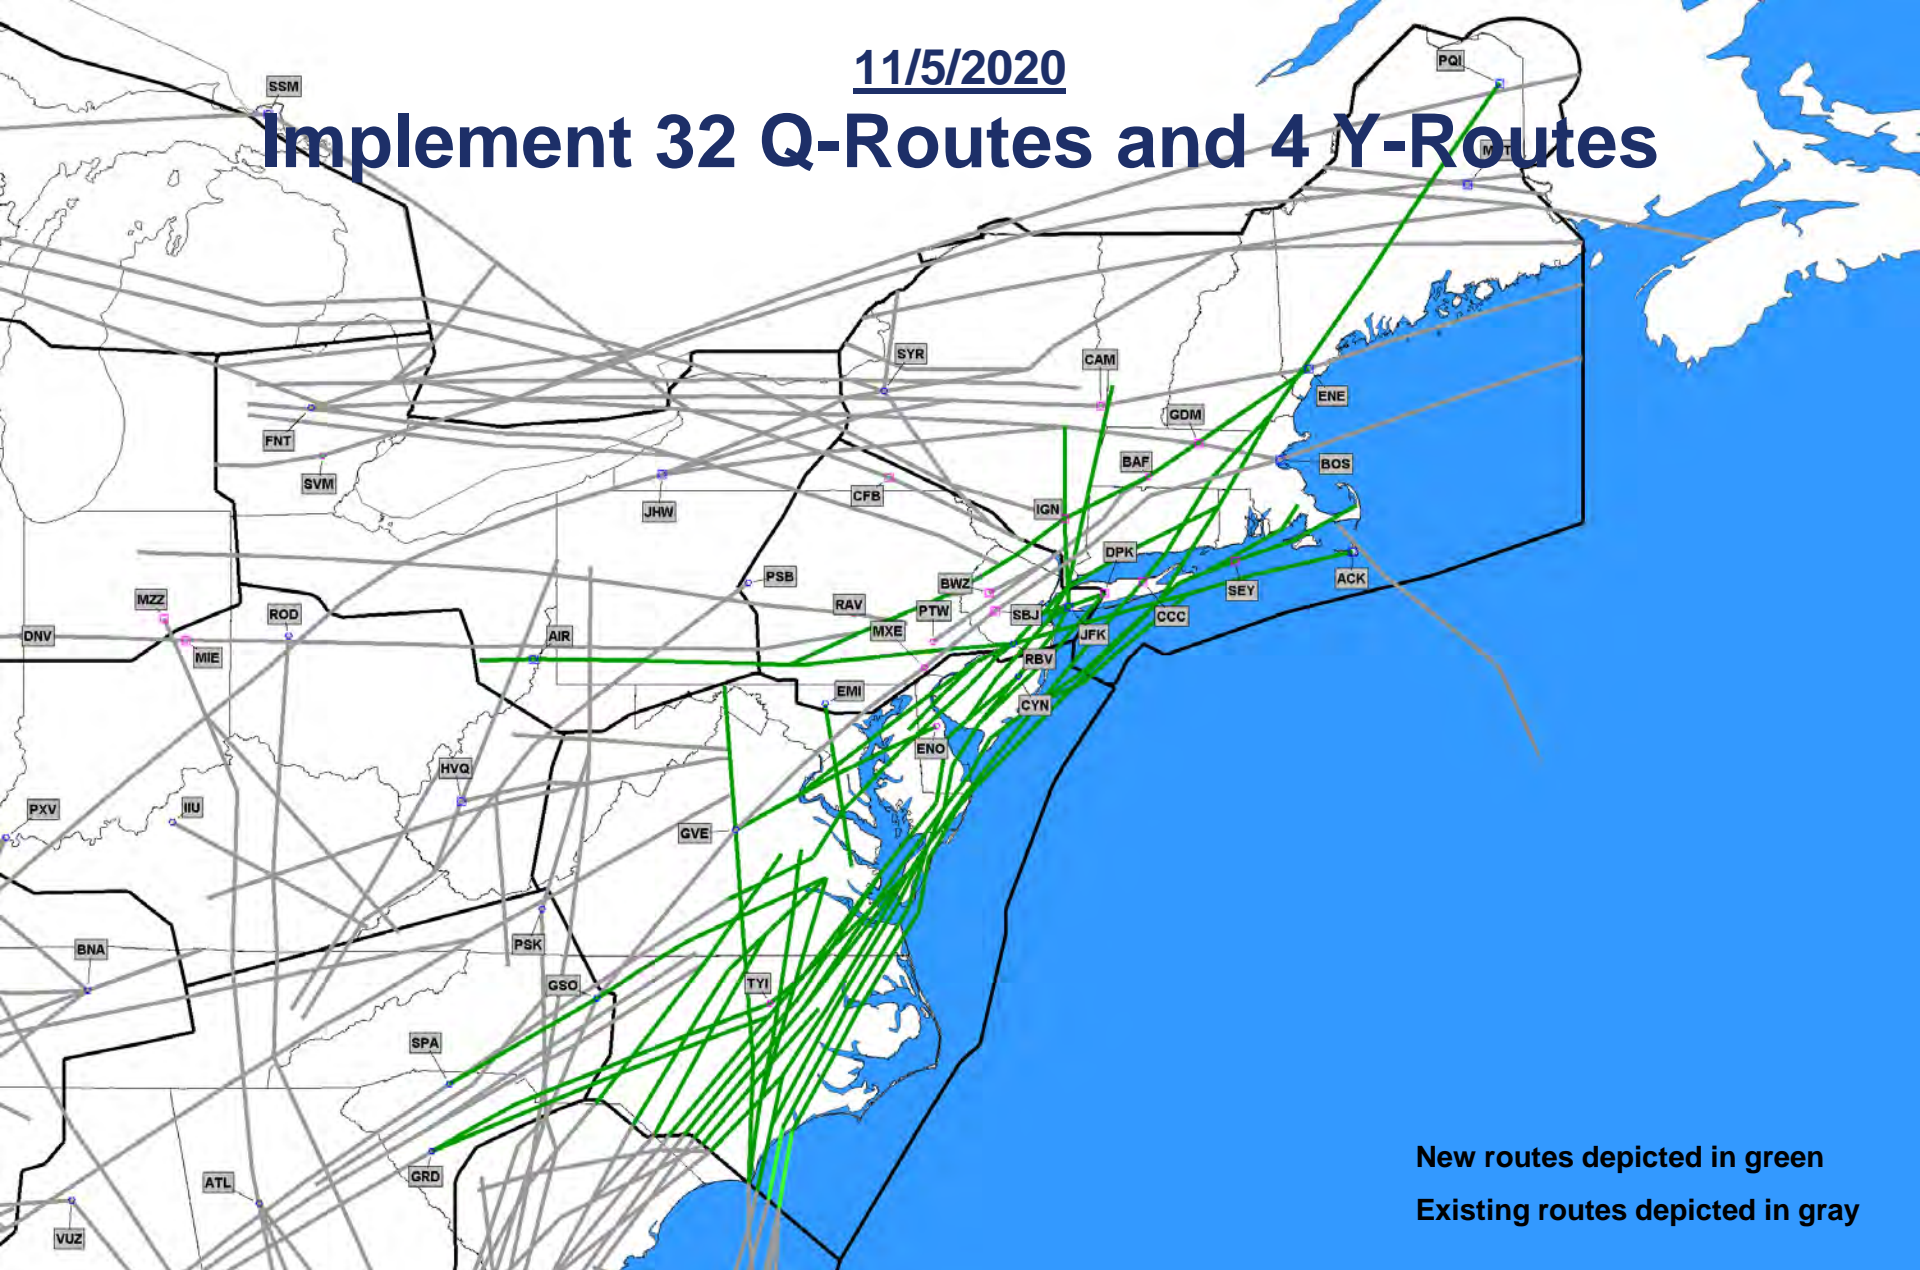 11/5/2020
Implement 32 Q-Routes and 4 Y-Routes
PQI
SSM
SYR
CAM
ENE
GDM
FNT
BAF
BOS
SVM
CFB
JHW
IGN
DPK
PSB
BWZ
ACK
SEY
MZZ
RAV
PTW
ROD
SBJ
CCC
MXE
JFK
DNV
AIR
MIE
RBV
EMI
CYN
ENO
HVQ
PXV
IIU
GVE
PSK
BNA
GSO
TYI
SPA
New routes depicted in green
GRD
ATL
Existing routes depicted in gray
VUZ